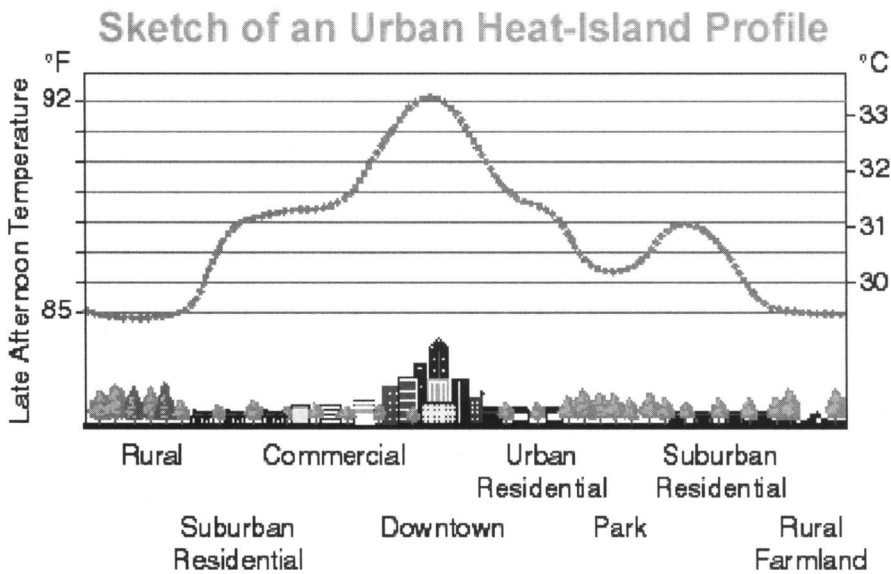 Sketch of an Urban Heat-Island Profile
°F
°C
92
33
32
31
30
85
Late Afternoon Temperature
Rural
Commercial
Urban
Residential
Suburban
Residential
Suburban
Residential
Downtown
Park
Rural
Farmland